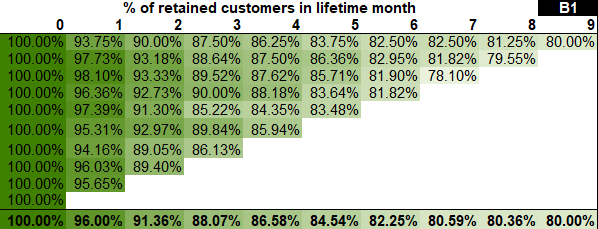 % of retained customers in lifetime month B1
0 1 2 3 4 5 6 7 8 9
100.00% 93.75% 90.00% 87.50% 86.25% 83.75% 82.50% 82.50% 81.25% 80.00%
100.00% 97.73% 93.18% 88.64% 87.50% 86.36% 82.95% 81.82% 79.55%
100.00% 98.10% 93.33% 89.52% 87.62% 85.71% 81.90% 78.10%
100.00% 96.36% 92.73% 90.00% 88.18% 83.64% 81.82%
100.00% 97.39% 91.30% 85.22% 84.35% 83.48%
100.00% 95.31% 92.97% 89.84% 85.94%
100.00% 94.16% 89.05% 86.13%
100.00% 96.03% 89.40%
100.00% 95.65%
100.00%
100.00% 96.00% 91.36% 88.07% 86.58% 84.54% 82.25% 80.59% 80.36% 80.00%